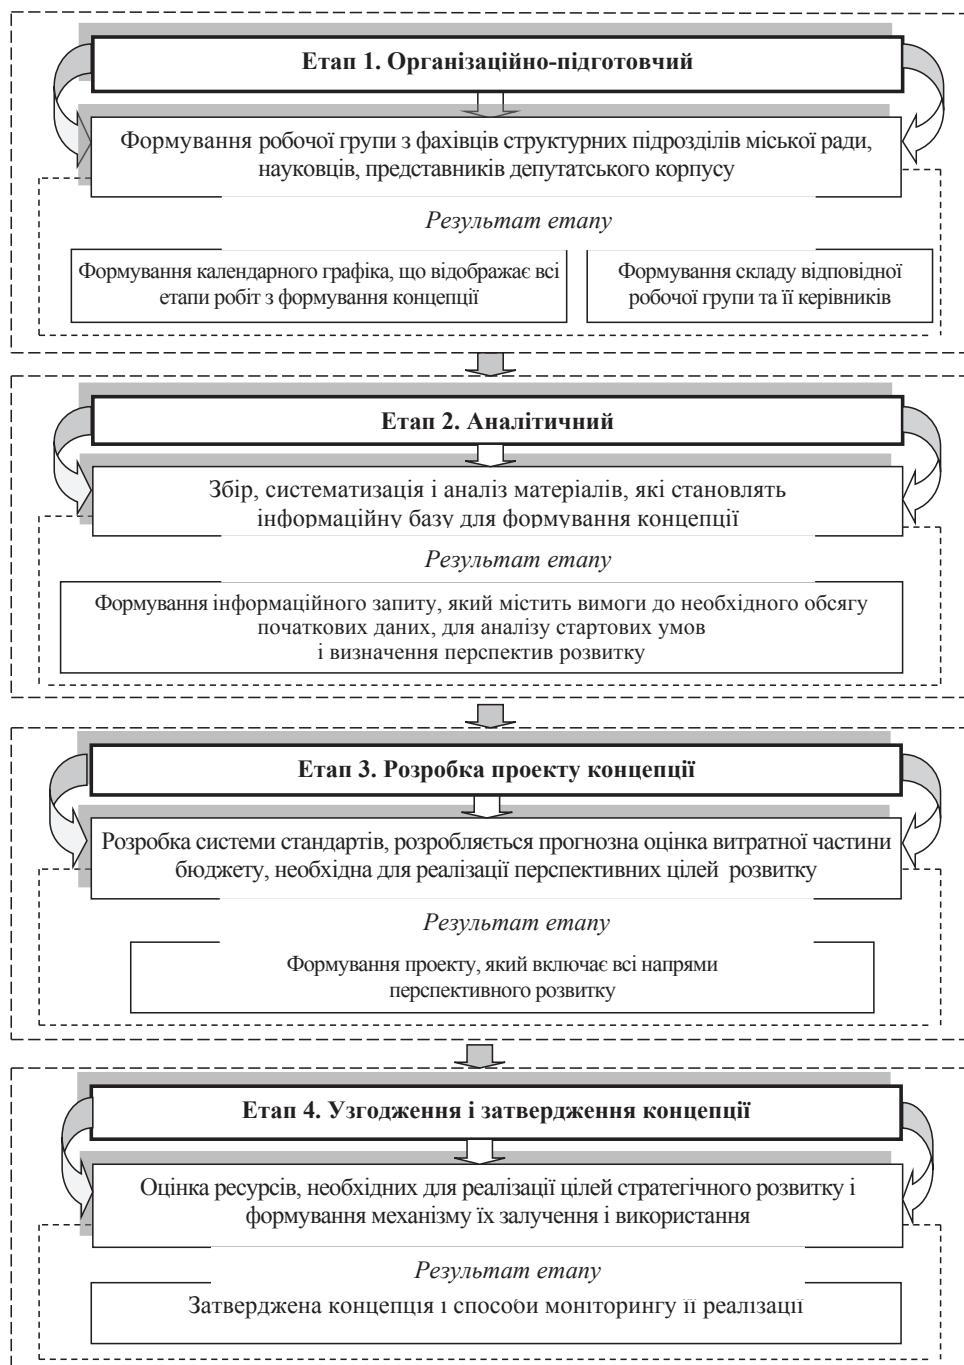 Етап 1. Організаційно-підготовчий
Формування робочої групи з фахівців структурних підрозділів міської ради,
науковців, представників депутатського корпусу
Результат етапу
Формування календарного графіка, що відображає всі
етапи робіт з формування концепції
Формування складу відповідної
робочої групи та її керівників
Етап 2. Аналітичний
Збір, систематизація і аналіз матеріалів, які становлять
інформаційну базу для формування концепції
Результат етапу
Формування інформаційного запиту, який містить вимоги до необхідного обсягу
початкових даних, для аналізу стартових умов
і визначення перспектив розвитку
Етап 3. Розробка проекту концепції
Розробка системи стандартів, розробляється прогнозна оцінка витратної частини
бюджету, необхідна для реалізації перспективних цілей розвитку
Результат етапу
Формування проекту, який включає всі напрями
перспективного розвитку
Етап 4. Узгодження і затвердження концепції
Оцінка ресурсів, необхідних для реалізації цілей стратегічного розвитку і
формування механізму їх залучення і використання
Результат етапу
Затверджена концепція і способи моніторингу її реалізації